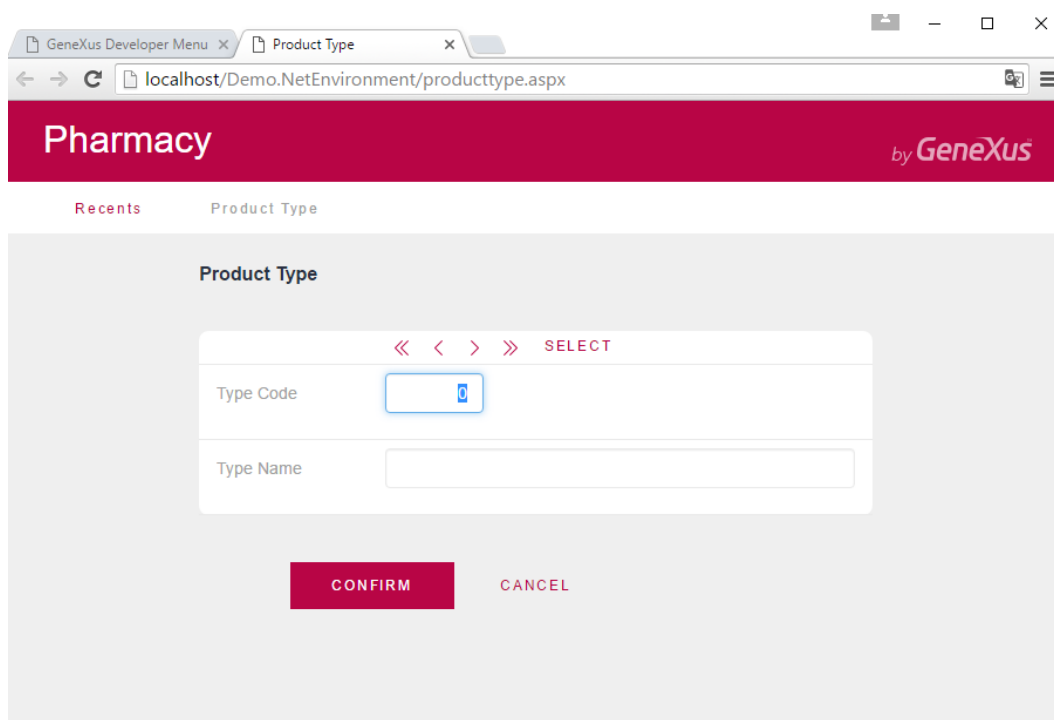 GeneXus Developer Menu Product Type
localhost/Demo.NetEnvironment/producttype.aspx
Pharmacy
by GeneXus
Recents Product Type
Product Type
SELECT
Type Code 0
Type Name
CONFIRM CANCEL